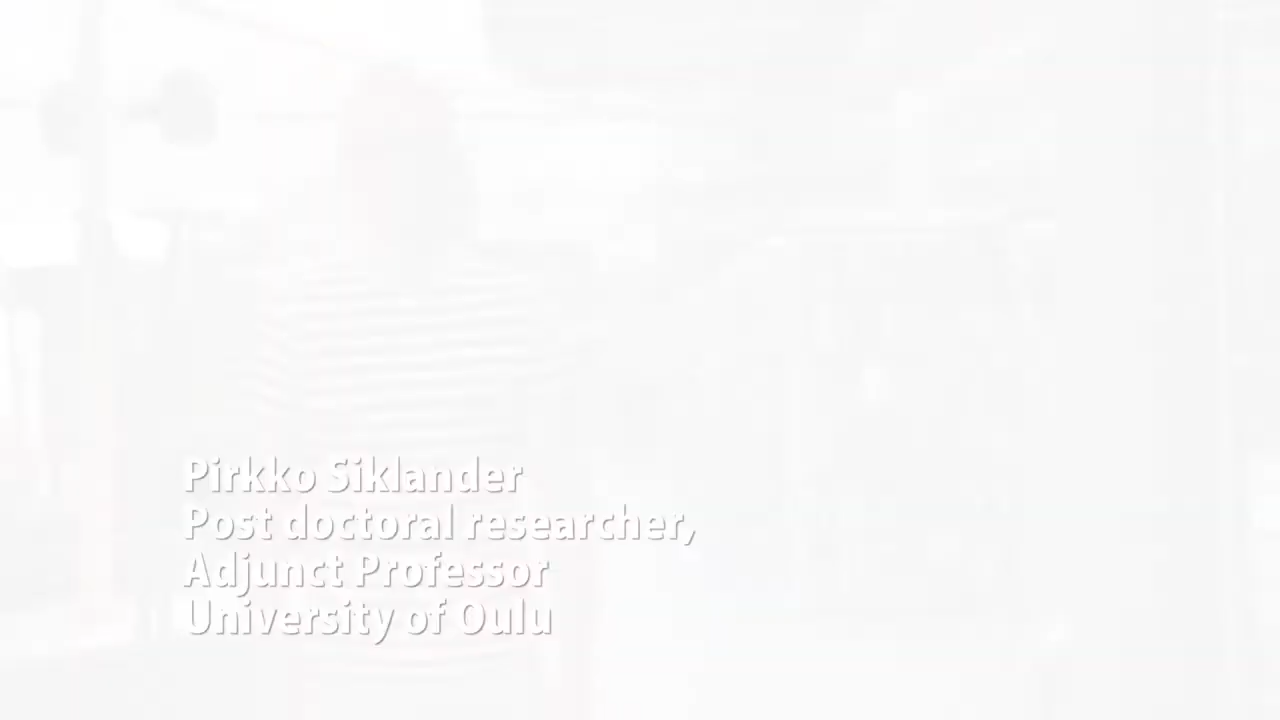 Pirkko Siklander
Post doctoral researcher,
Adjunct Professor
University of Oulu